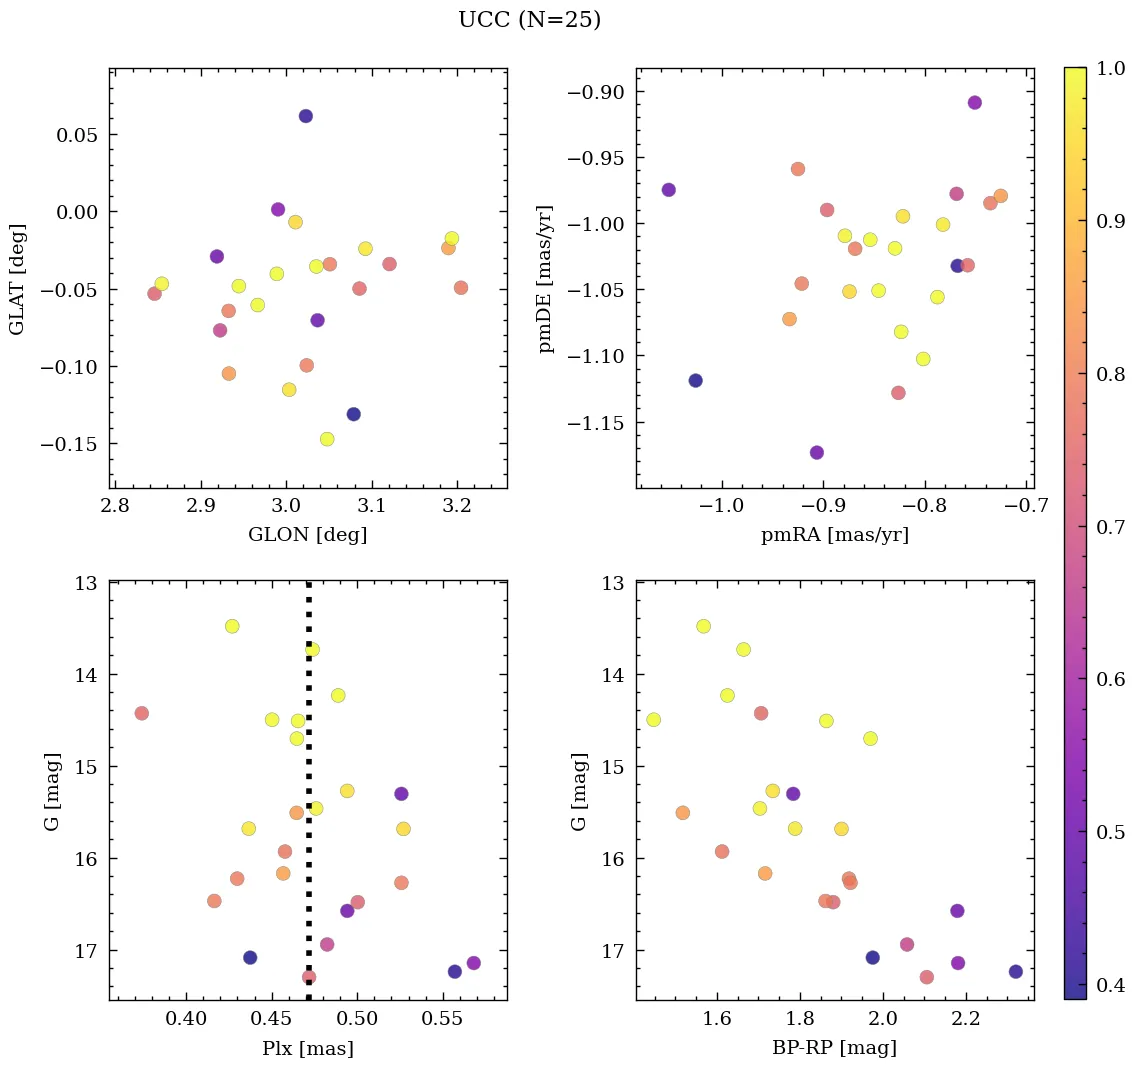 UCC (N=25)
0.05
0.00
−0.05
−0.10
−0.15
GLAT [deg]
2.8 2.9 3.0 3.1 3.2
GLON [deg]
−0.90
−0.95
−1.00
−1.05
−1.10
−1.15
pmDE [mas/yr]
−1.0 −0.9 −0.8 −0.7
pmRA [mas/yr]
13
14
15
16
17
G [mag]
0.40 0.45 0.50 0.55
Plx [mas]
13
14
15
16
17
G [mag]
1.6 1.8 2.0 2.2
BP-RP [mag]
1.0
0.9
0.8
0.7
0.6
0.5
0.4